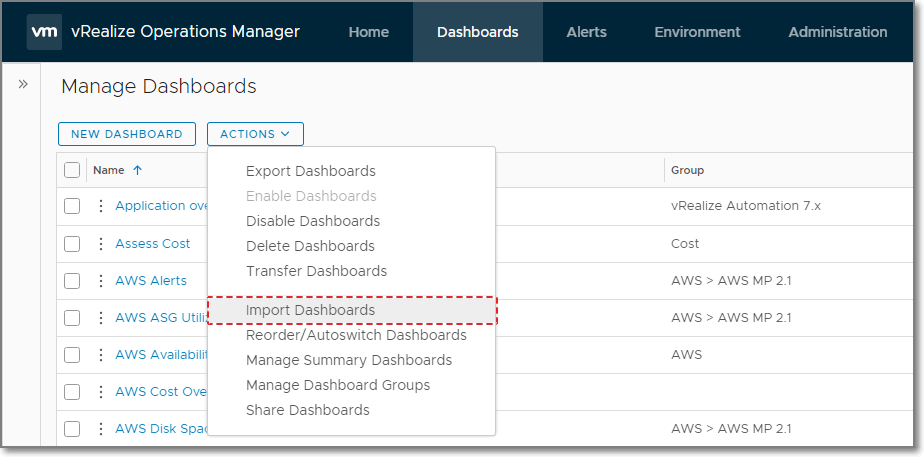 vm vRealize Operations Manager Home Dashboards Alerts Environment Administration
Manage Dashboards
NEW DASHBOARD ACTIONS
Name Group
Export Dashboards
Enable Dashboards
Application ove vRealize Automation 7.x
Disable Dashboards
Assess Cost Cost
Delete Dashboards
Transfer Dashboards
AWS Alerts AWS > AWS MP 2.1
Import Dashboards
AWS ASG Utiliz AWS > AWS MP 2.1
Reorder/Autoswitch Dashboards
AWS Availabili AWS
Manage Summary Dashboards
Manage Dashboard Groups
AWS Cost Ove
Share Dashboards
AWS Disk Spac AWS > AWS MP 2.1